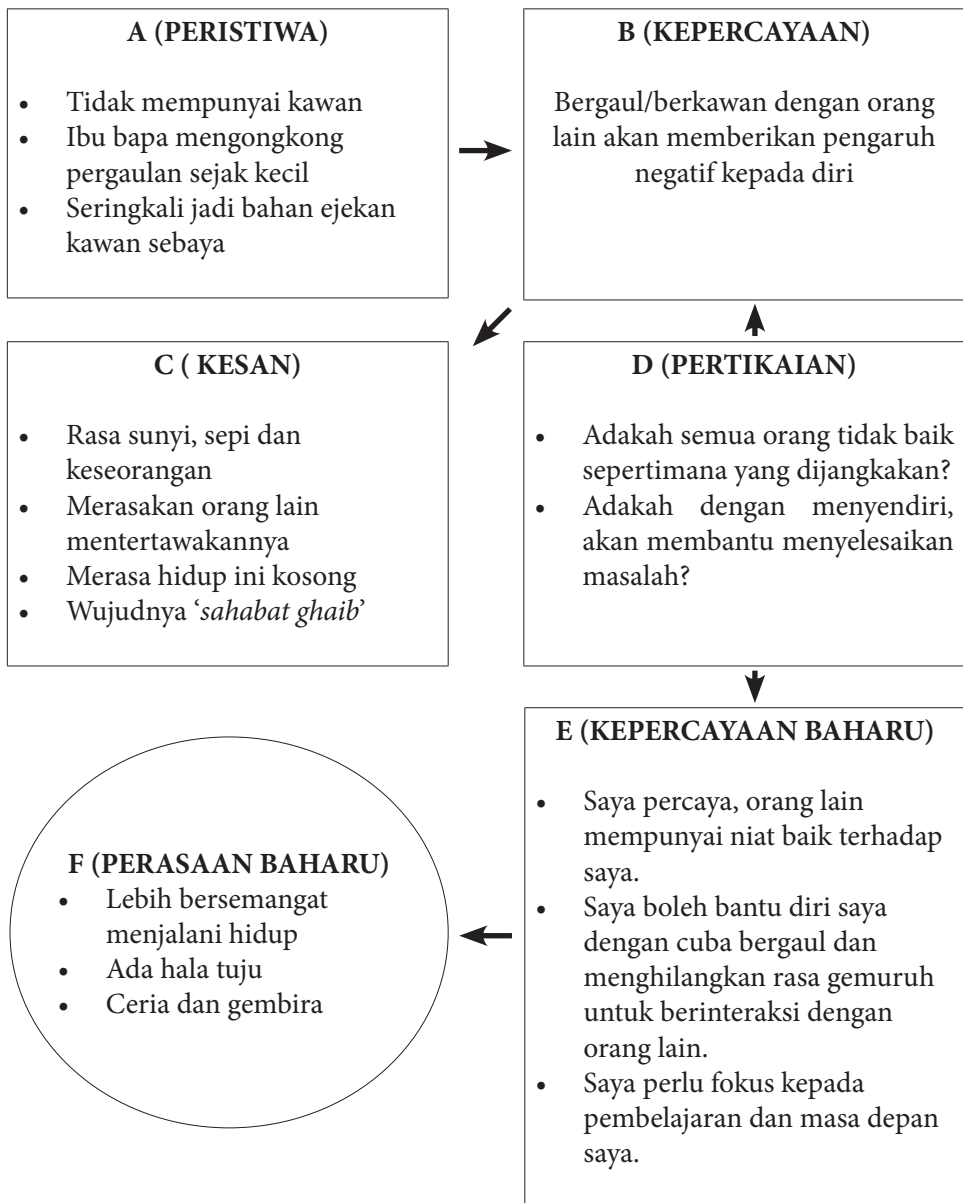 A (PERISTIWA)
• Tidak mempunyai kawan
• Ibu bapa mengongkong
pergaulan sejak kecil
• Seringkali jadi bahan ejekan
kawan sebaya
B (KEPERCAYAAN)
Bergaul/berkawan dengan orang
lain akan memberikan pengaruh
negatif kepada diri
C ( KESAN)
• Rasa sunyi, sepi dan
keseorangan
• Merasakan orang lain
mentertawakannya
• Merasa hidup ini kosong
• Wujudnya ‘sahabat ghaib’
D (PERTIKAIAN)
• Adakah semua orang tidak baik
sepertimana yang dijangkakan?
• Adakah dengan menyendiri,
akan membantu menyelesaikan
masalah?
E (KEPERCAYAAN BAHARU)
• Saya percaya, orang lain
mempunyai niat baik terhadap
saya.
• Saya boleh bantu diri saya
dengan cuba bergaul dan
menghilangkan rasa gemuruh
untuk berinteraksi dengan
orang lain.
• Saya perlu fokus kepada
pembelajaran dan masa depan
saya.
F (PERASAAN BAHARU)
• Lebih bersemangat
menjalani hidup
• Ada hala tuju
• Ceria dan gembira